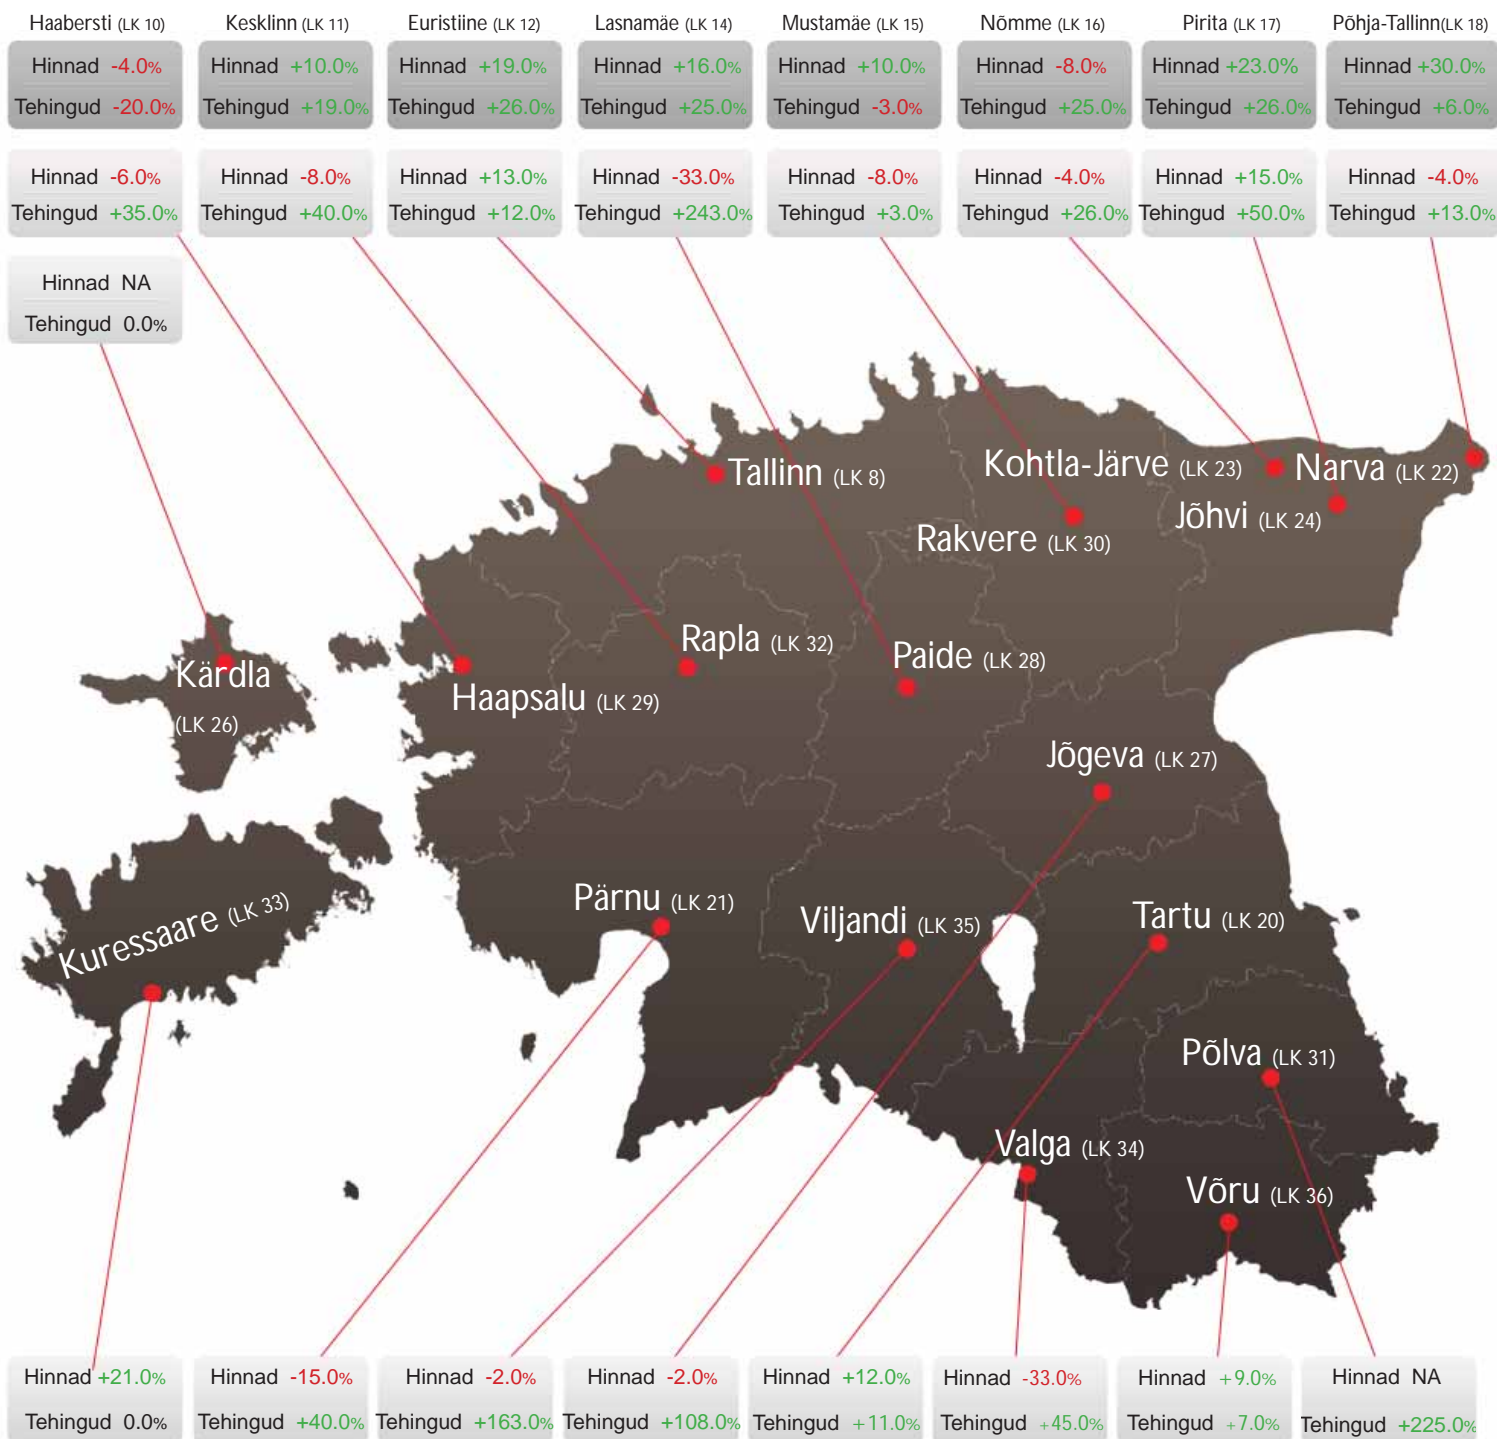 Haabersti (LK 10) Kesklinn (LK 11) Euristiine (LK 12) Lasnamäe (LK 14) Mustamäe (LK 15) Nõmme (LK 16) Pirita (LK 17) Põhja-Tallinn(LK 18)
Hinnad -4.0% Hinnad +10.0% Hinnad +19.0% Hinnad +16.0% Hinnad +10.0% Hinnad -8.0% Hinnad +23.0% Hinnad +30.0%
Tehingud -20.0% Tehingud +19.0% Tehingud +26.0% Tehingud +25.0% Tehingud -3.0% Tehingud +25.0% Tehingud +26.0% Tehingud +6.0%
Hinnad -6.0% Hinnad -8.0% Hinnad +13.0% Hinnad -33.0% Hinnad -8.0% Hinnad -4.0% Hinnad +15.0% Hinnad -4.0%
Tehingud +35.0% Tehingud +40.0% Tehingud +12.0% Tehingud +243.0% Tehingud +3.0% Tehingud +26.0% Tehingud +50.0% Tehingud +13.0%
Hinnad NA
Tehingud 0.0%
Tallinn (LK 8)
Kohtla-Järve (LK 23)
Narva (LK 22)
Jõhvi (LK 24)
Rakvere (LK 30)
Rapla (LK 32)
Paide (LK 28)
Kärdla
(LK 26)
Haapsalu (LK 29)
Jõgeva (LK 27)
Pärnu (LK 21)
Viljandi (LK 35)
Tartu (LK 20)
Kuressaare (LK 33)
Põlva (LK 31)
Valga (LK 34)
Võru (LK 36)
Hinnad +21.0% Hinnad -15.0% Hinnad -2.0% Hinnad -2.0% Hinnad +12.0% Hinnad -33.0% Hinnad +9.0% Hinnad NA
Tehingud 0.0% Tehingud +40.0% Tehingud +163.0% Tehingud +108.0% Tehingud +11.0% Tehingud +45.0% Tehingud +7.0% Tehingud +225.0%